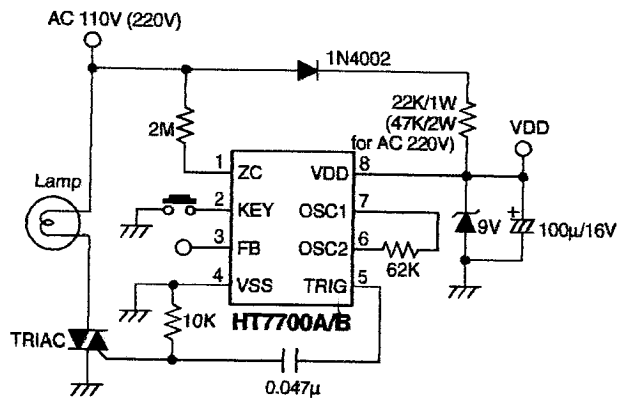 AC 110V (220V)
1N4002
22K/1W
(47K/2W
for AC 220V)
VDD
2M
Lamp
1 ZC VDD 8
2 KEY OSC1 7
3 FB OSC2 6
4 VSS TRIG 5
62K
9V
+
100μ/16V
10K
HT7700A/B
TRIAC
0.047μ